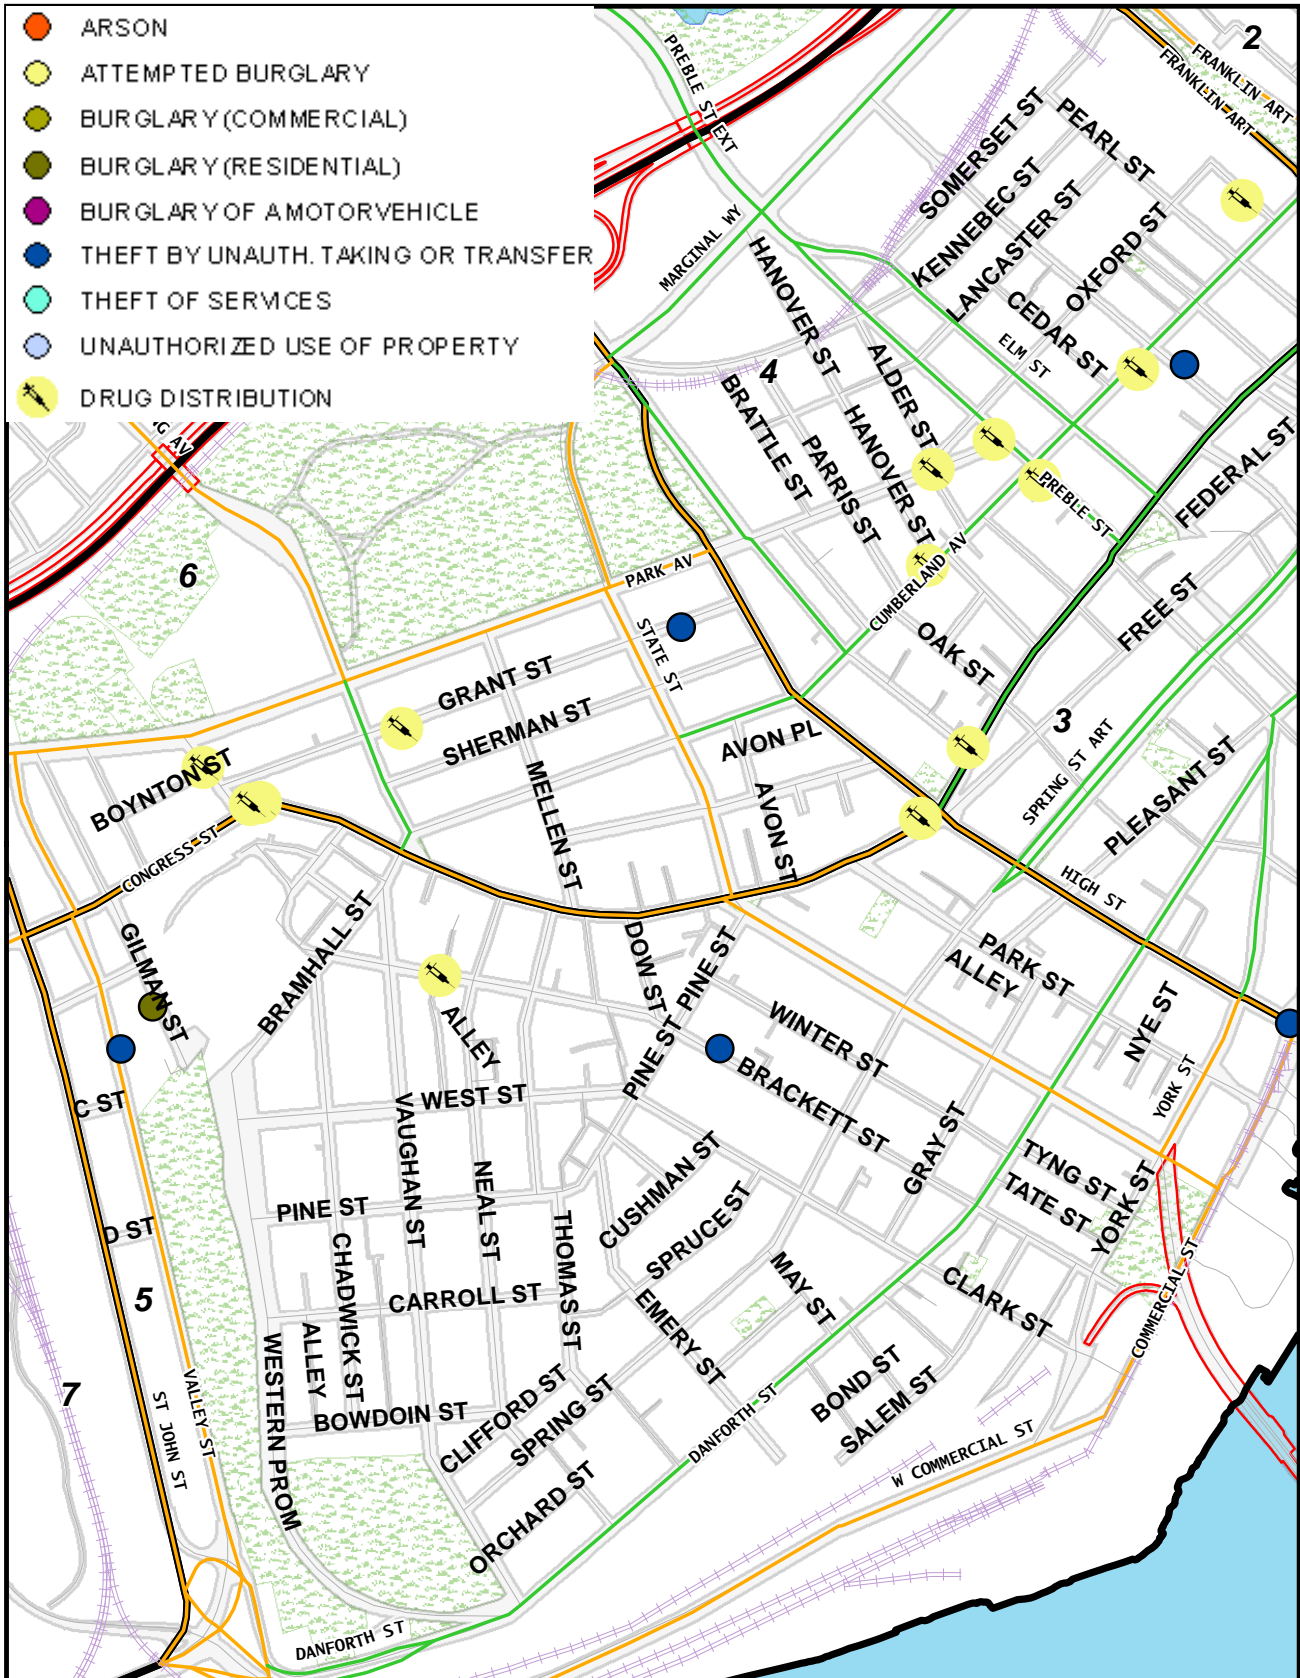 ARSON
ATTEMPTED BURGLARY
BURGLARY (COMMERCIAL)
BURGLARY (RESIDENTIAL)
BURGLARY OF A MOTOR VEHICLE
THEFT BY UNAUTH. TAKING OR TRANSFER
THEFT OF SERVICES
UNAUTHORIZED USE OF PROPERTY
DRUG DISTRIBUTION
2
FRANKLIN ART
FRANKLIN ART
PREBLE ST EXT
SOMERSET ST
PEARL ST
KENNEBEC ST
LANCASTER ST
OXFORD ST
MARGINAL WY
HANOVER ST
CEDAR ST
ELM ST
4
ALDER ST
BRATTLE ST
PARRIS ST
HANOVER ST
G AV
FEDERAL ST
PREBLE ST
6
PARK AV
CUMBERLAND AV
FREE ST
OAK ST
STATE ST
GRANT ST
SHERMAN ST
3
SPRING ST ART
AVON PL
PLEASANT ST
BOYNTON ST
CONGRESS ST
MELLEN ST
AVON ST
HIGH ST
GILMAN ST
BRAMHALL ST
DOW ST
PINE ST
PARK ST
ALLEY
ALLEY
PINE ST
WINTER ST
NYE ST
YORK ST
BRACKETT ST
C ST
WEST ST
VAUGHAN ST
GRAY ST
CUSHMAN ST
TYNG ST
TATE ST
YORK ST
NEAL ST
PINE ST
SPRUCE ST
D ST
CHADWICK ST
THOMAS ST
MAY ST
CLARK ST
COMMERCIAL ST
5
CARROLL ST
EMERY ST
ALLEY
WESTERN PROM
VALLEY ST
ST JOHN ST
7
BOND ST
SALEM ST
CLIFFORD ST
SPRING ST
BOWDOIN ST
DANFORTH ST
W COMMERCIAL ST
ORCHARD ST
DANFORTH ST